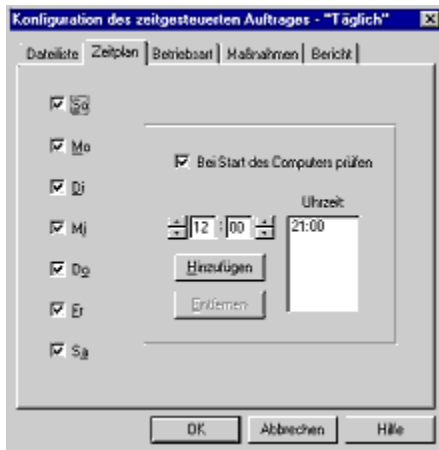 Konfiguration des zeitgesteuerten Auftrages - "Täglich"
Dateiliste Zeitplan Betriebsart Maßnahmen Bericht
So
Mo
Di
Mi
Do
Fr
Sa
Bei Start des Computers prüfen
Uhrzeit:
12 : 00
21:00
Hinzufügen
Entfernen
OK Abbrechen Hilfe